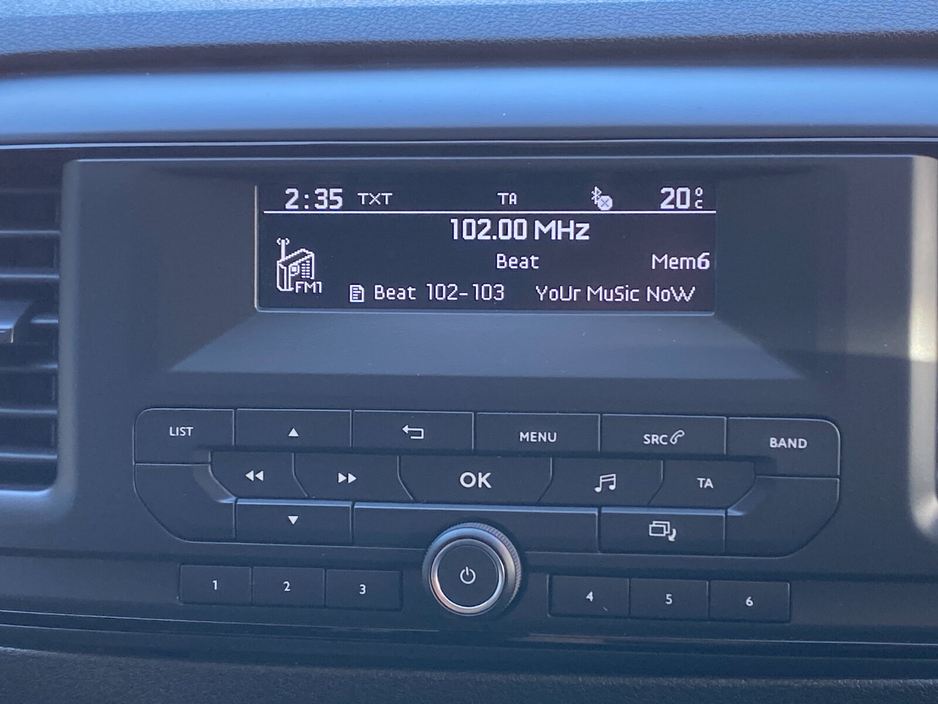 2:35 TXT TA 20°C
102.00 MHz
Beat Mem6
FM1 Beat 102-103 YoUr MuSic NoW
LIST MENU SRC BAND
OK TA
1 2 3 4 5 6